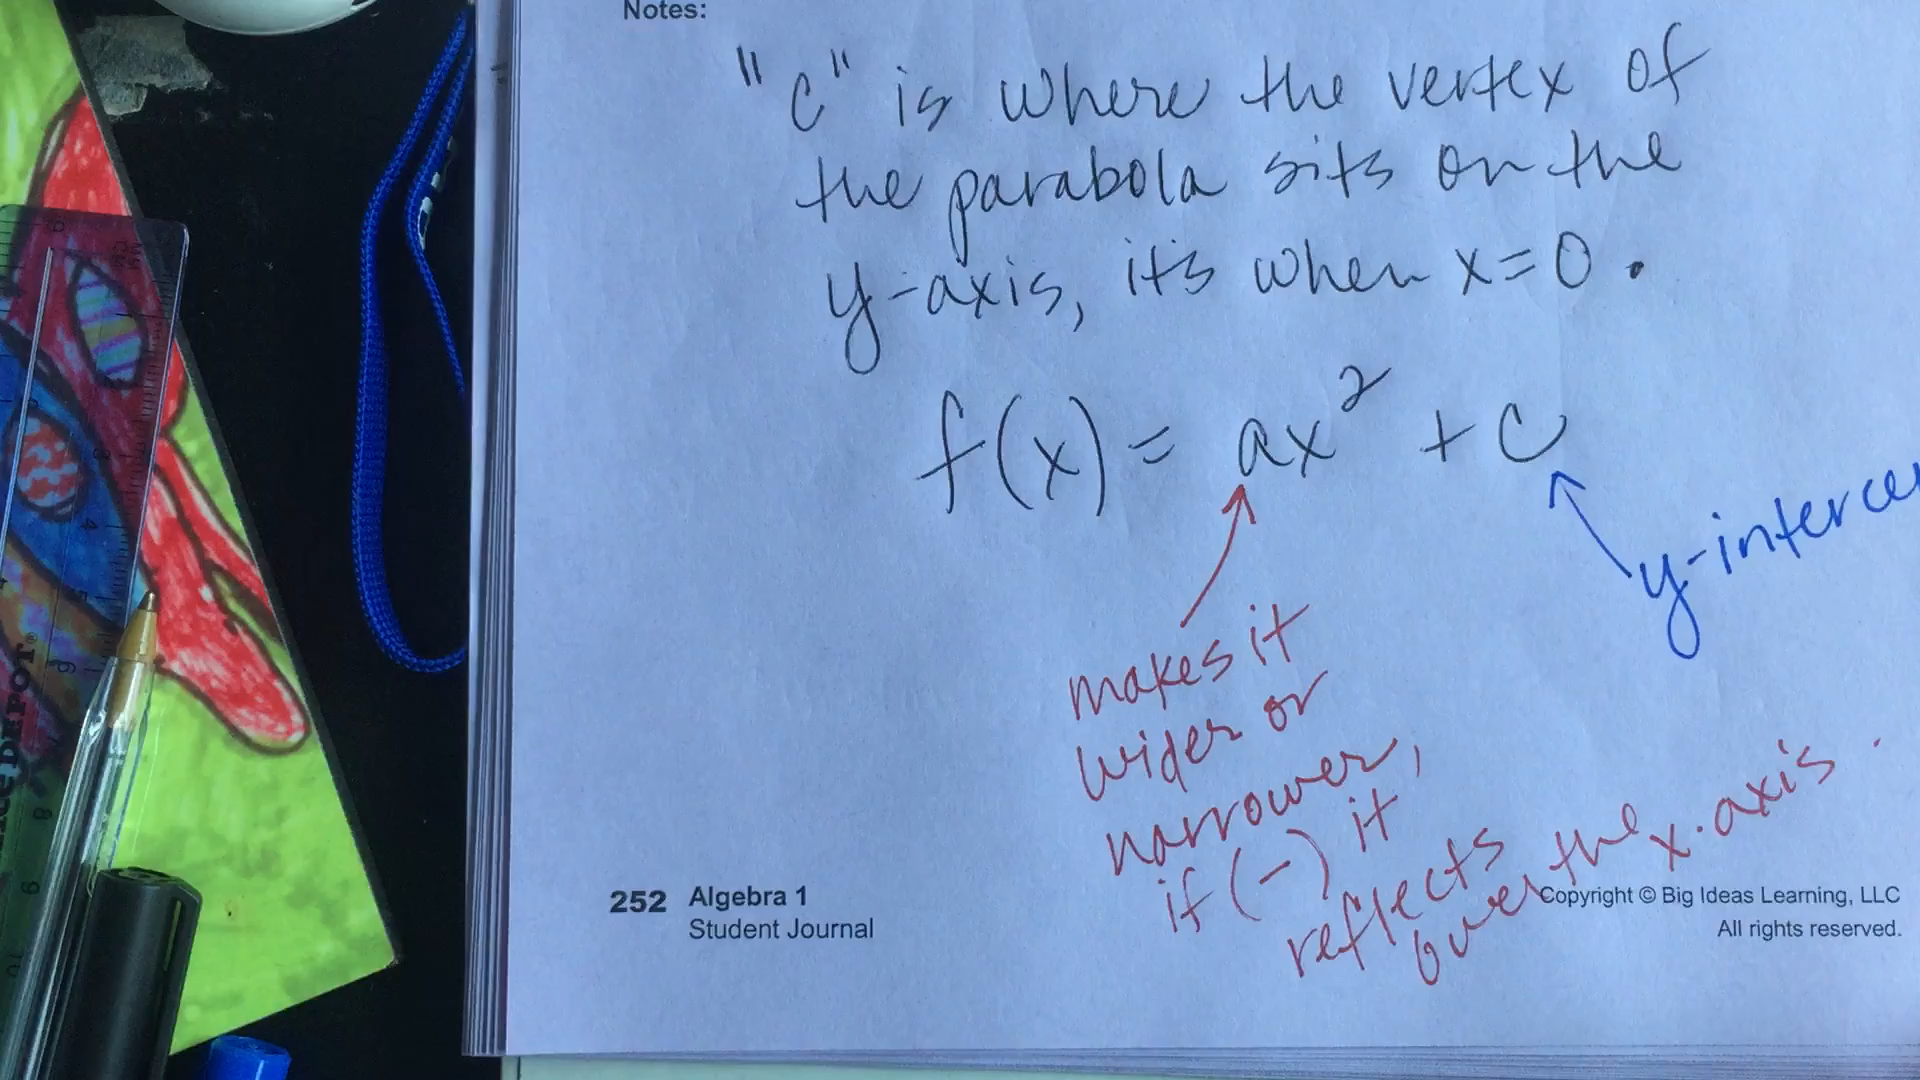 Notes:
"c" is where the vertex of
the parabola sits on the
y-axis, it's when x=0.
f(x) = ax² + c
y-interce
makes it
wider or
narrower,
if (-) it
reflects
over the x-axis.
252 Algebra 1
Student Journal
Copyright © Big Ideas Learning, LLC
All rights reserved.